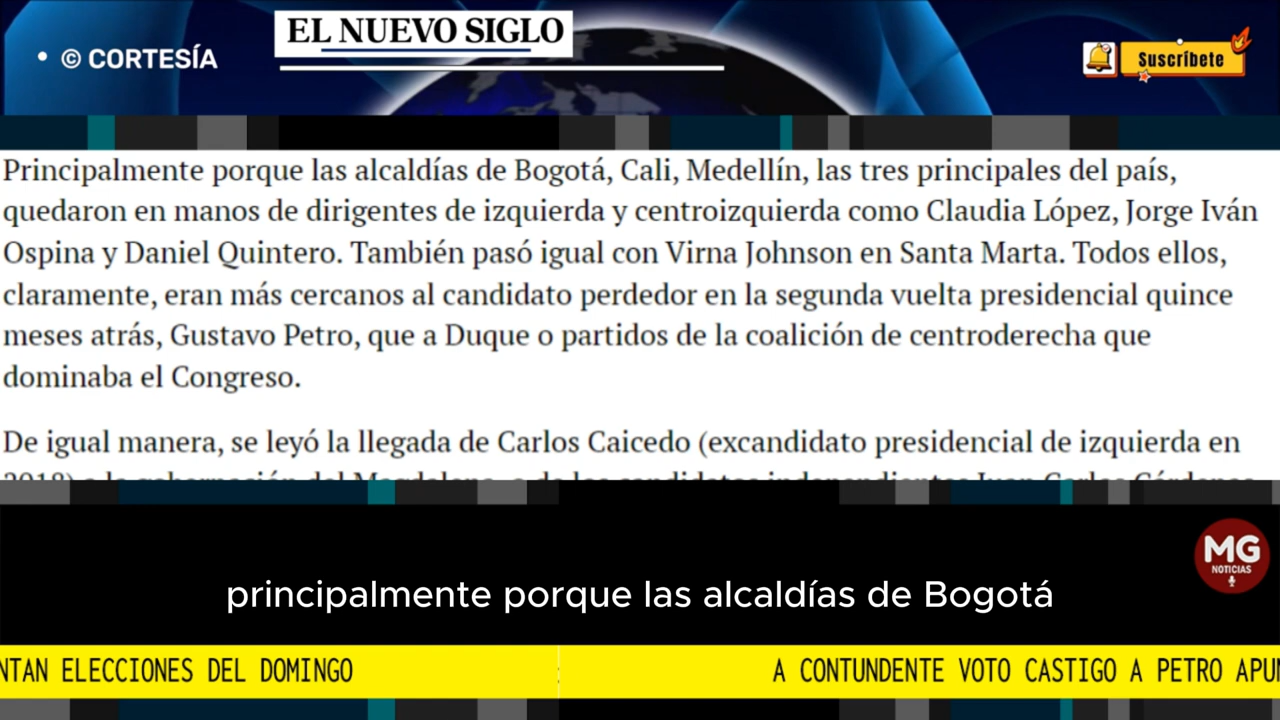 EL NUEVO SIGLO
• © CORTESÍA
Suscríbete
Principalmente porque las alcaldías de Bogotá, Cali, Medellín, las tres principales del país,
quedaron en manos de dirigentes de izquierda y centroizquierda como Claudia López, Jorge Iván
Ospina y Daniel Quintero. También pasó igual con Virna Johnson en Santa Marta. Todos ellos,
claramente, eran más cercanos al candidato perdedor en la segunda vuelta presidencial quince
meses atrás, Gustavo Petro, que a Duque o partidos de la coalición de centroderecha que
dominaba el Congreso.
De igual manera, se leyó la llegada de Carlos Caicedo (excandidato presidencial de izquierda en
MG
NOTICIAS
principalmente porque las alcaldías de Bogotá
NTAN ELECCIONES DEL DOMINGO
A CONTUNDENTE VOTO CASTIGO A PETRO APU